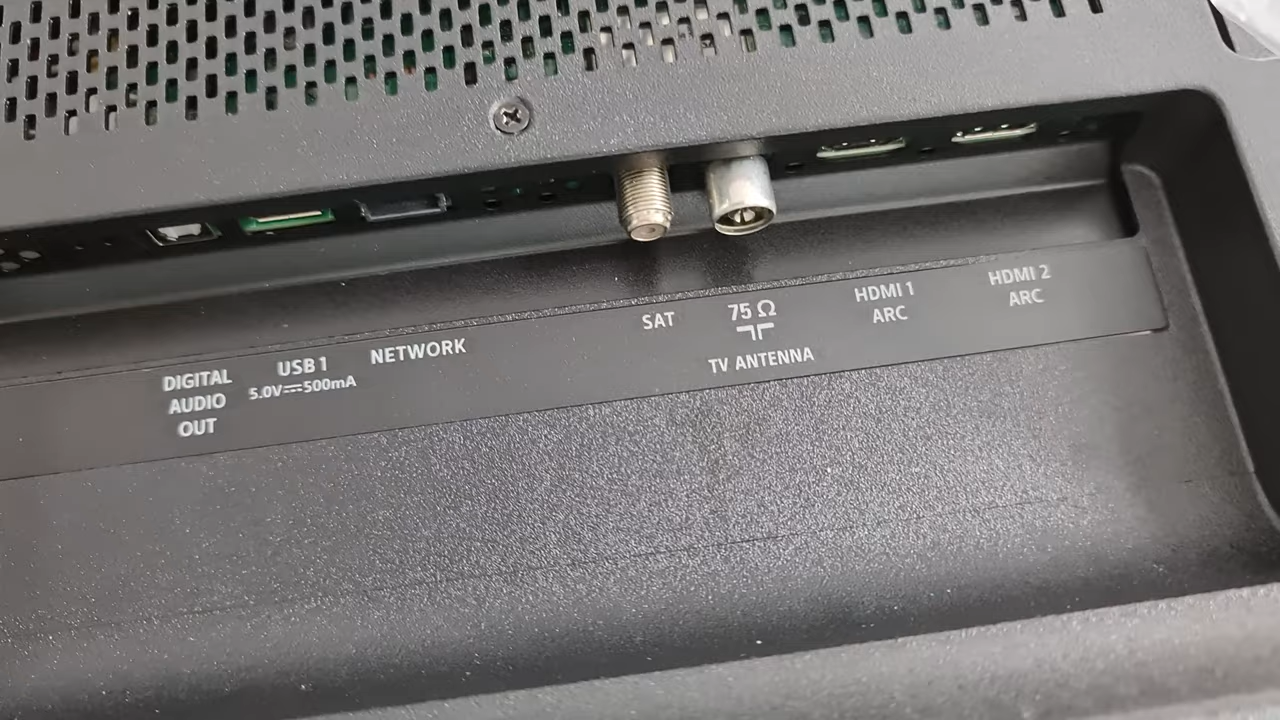 DIGITAL
AUDIO
OUT
USB 1
5.0V⎓500mA
NETWORK
SAT
75 Ω
TV ANTENNA
HDMI 1
ARC
HDMI 2
ARC